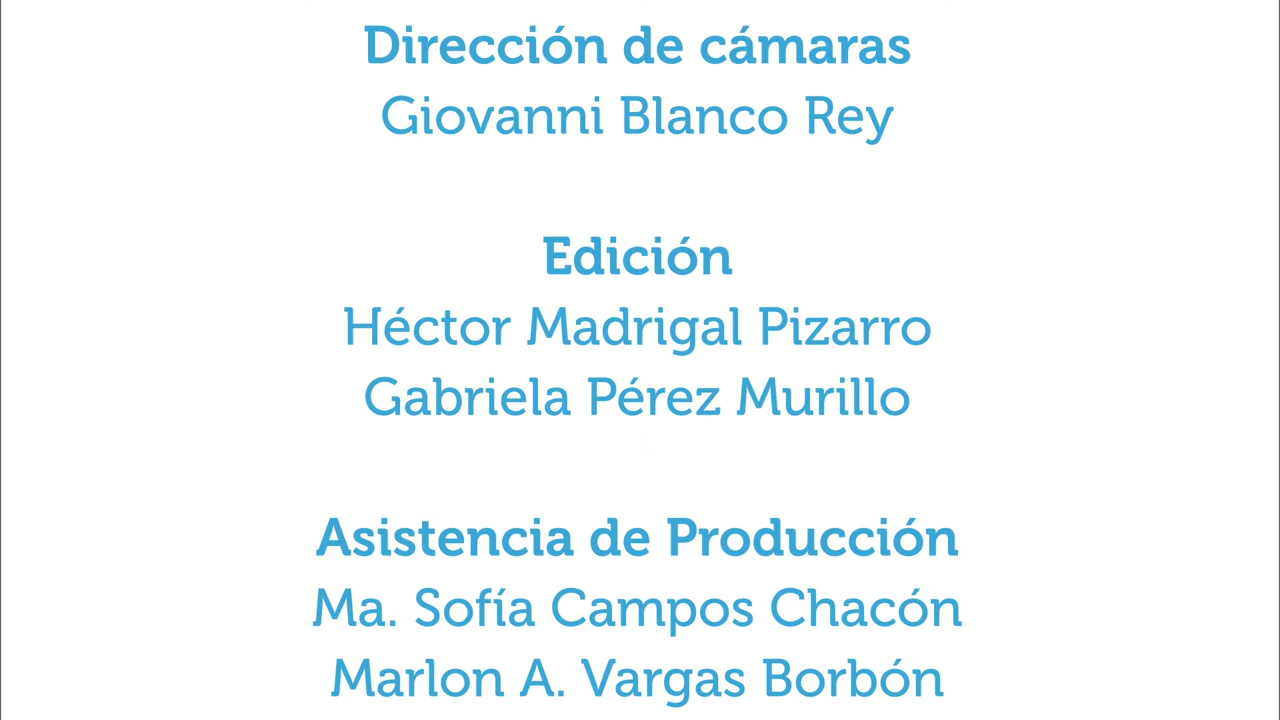 Dirección de cámaras
Giovanni Blanco Rey
Edición
Héctor Madrigal Pizarro
Gabriela Pérez Murillo
Asistencia de Producción
Ma. Sofía Campos Chacón
Marlon A. Vargas Borbón